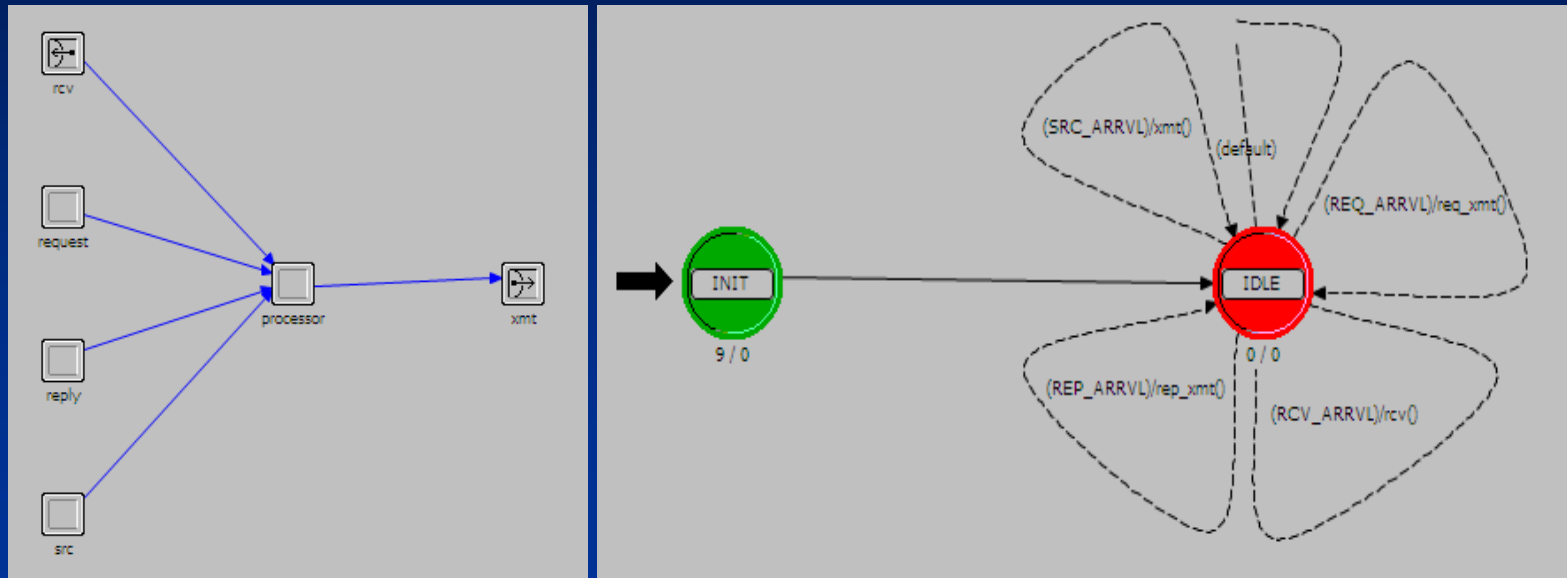 rcv
request
processor
xmt
reply
src
(SRC_ARRVL)/xmt()
(default)
(REQ_ARRVL)/req_xmt()
INIT
IDLE
9 / 0
0 / 0
(REP_ARRVL)/rep_xmt()
(RCV_ARRVL)/rcv()